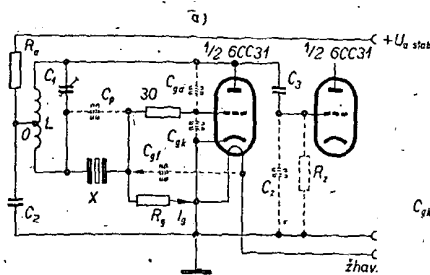 a)
1/2 6CC31
1/2 6CC31
+Ua stab
Ra
C1
Cp
30
Cga
C3
O
L
Cgk
Cgf
X
Cz
Rz
C2
Rg
Ig
Cgk
žhav.